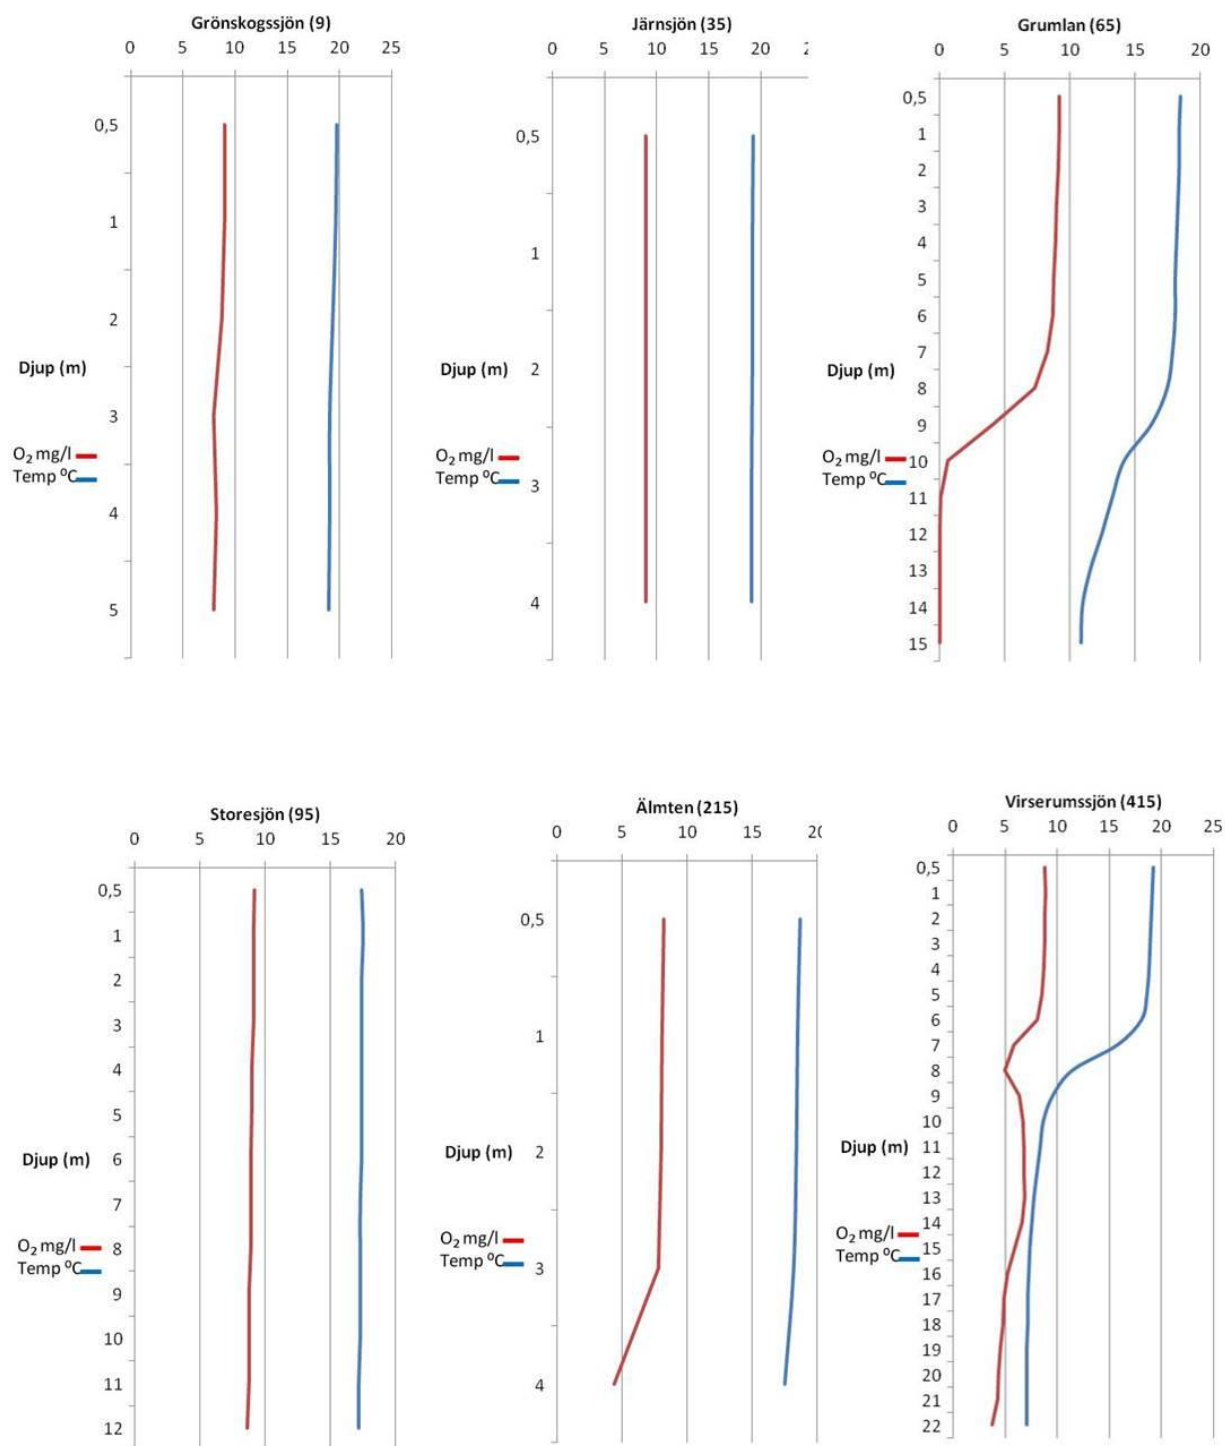 Grönskogssjön (9)
0 5 10 15 20 25
0,5
1
2
Djup (m)
3
O₂ mg/l
Temp ⁰C
4
5
Järnsjön (35)
0 5 10 15 20
0,5
1
Djup (m) 2
O₂ mg/l
Temp ⁰C
3
4
Grumlan (65)
0 5 10 15 20
0,5
1
2
3
4
5
6
7
Djup (m)
8
9
O₂ mg/l 10
Temp ⁰C
11
12
13
14
15
Storesjön (95)
0 5 10 15 20
0,5
1
2
3
4
5
Djup (m) 6
7
O₂ mg/l 8
Temp ⁰C
9
10
11
12
Älmten (215)
0 5 10 15 20
0,5
1
Djup (m) 2
O₂ mg/l
Temp ⁰C 3
4
Virserumssjön (415)
0 5 10 15 20 25
0,5
1
2
3
4
5
6
7
8
9
10
Djup (m) 11
12
13
14
O₂ mg/l
Temp ⁰C 15
16
17
18
19
20
21
22